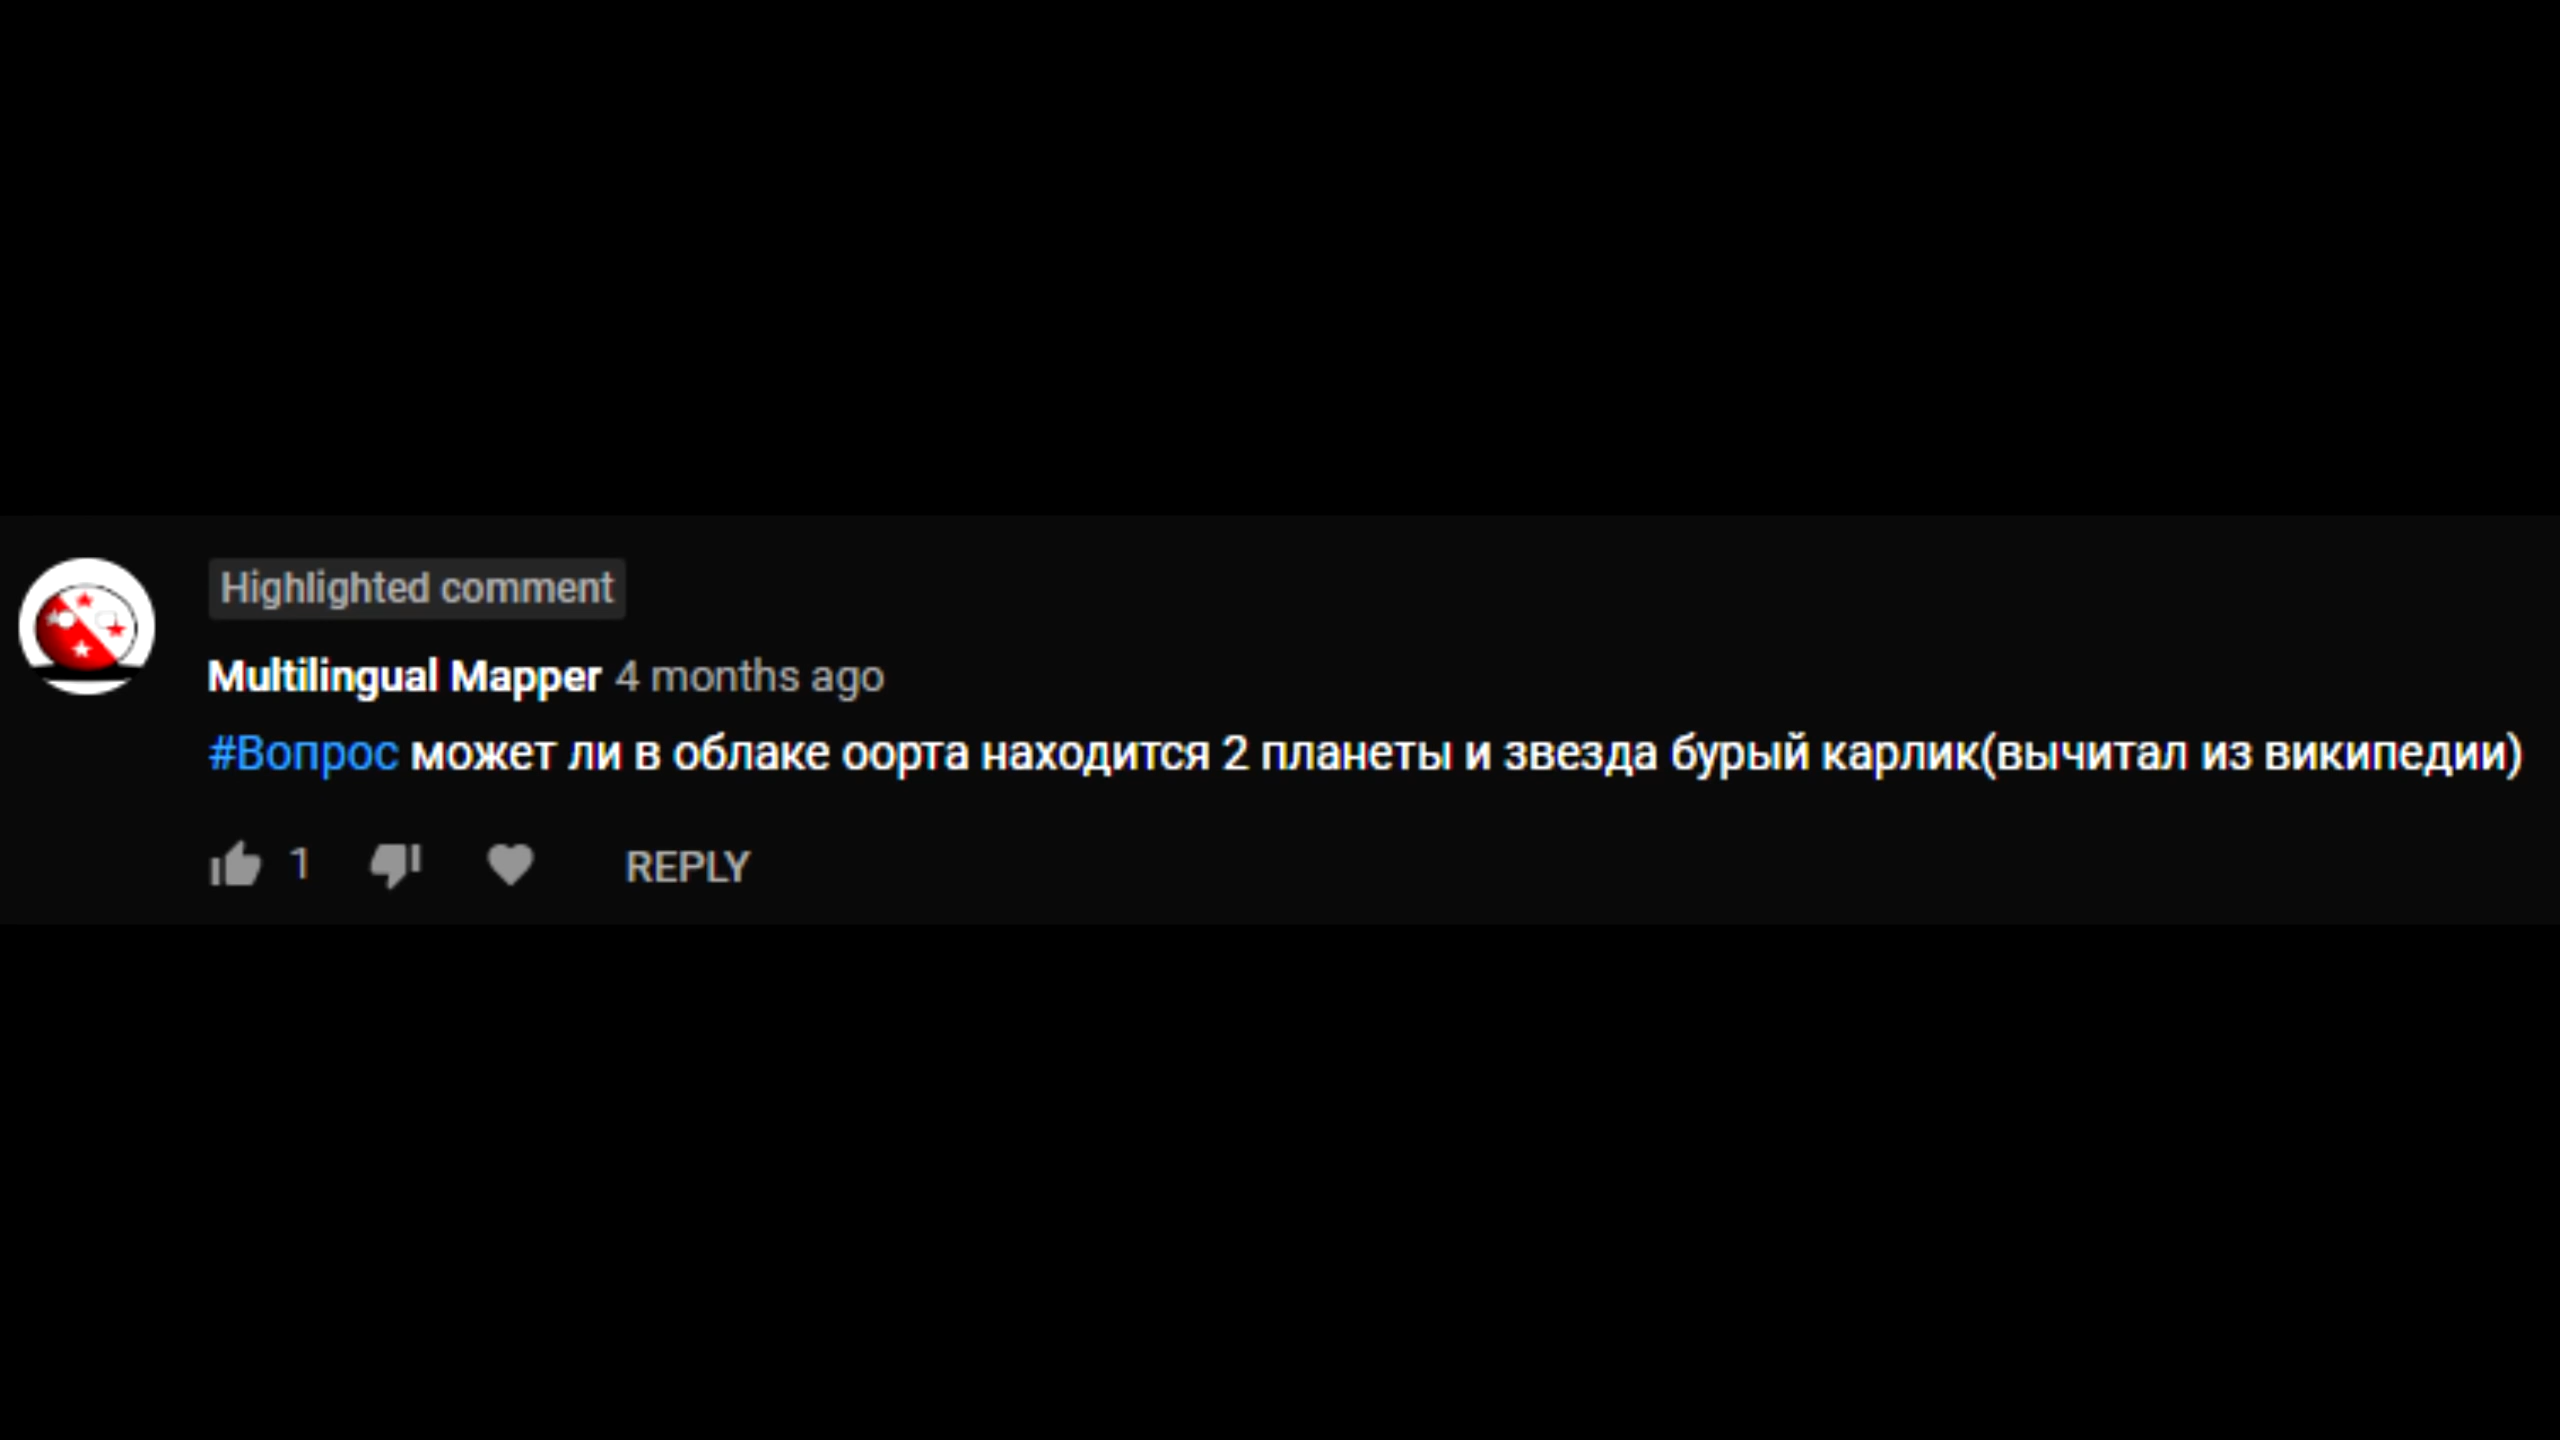 Highlighted comment
Multilingual Mapper 4 months ago
#Вопрос может ли в облаке оорта находится 2 планеты и звезда бурый карлик(вычитал из википедии)
1 REPLY